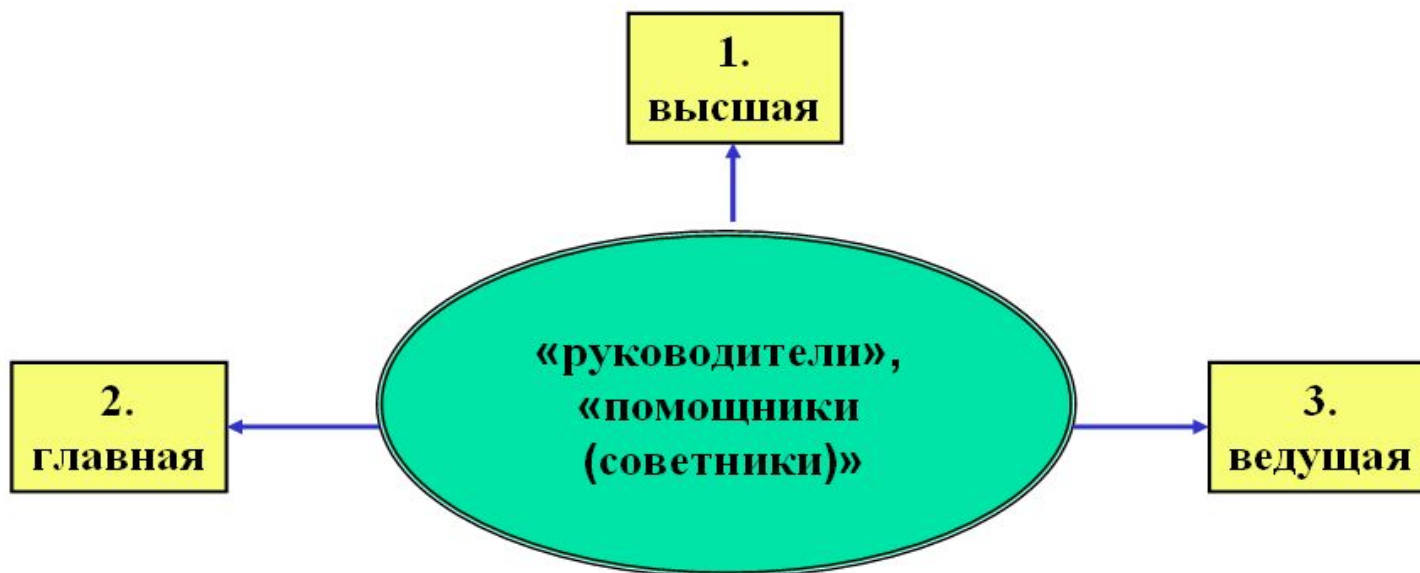 1.
высшая
«руководители»,
«помощники
(советники)»
2.
главная
3.
ведущая